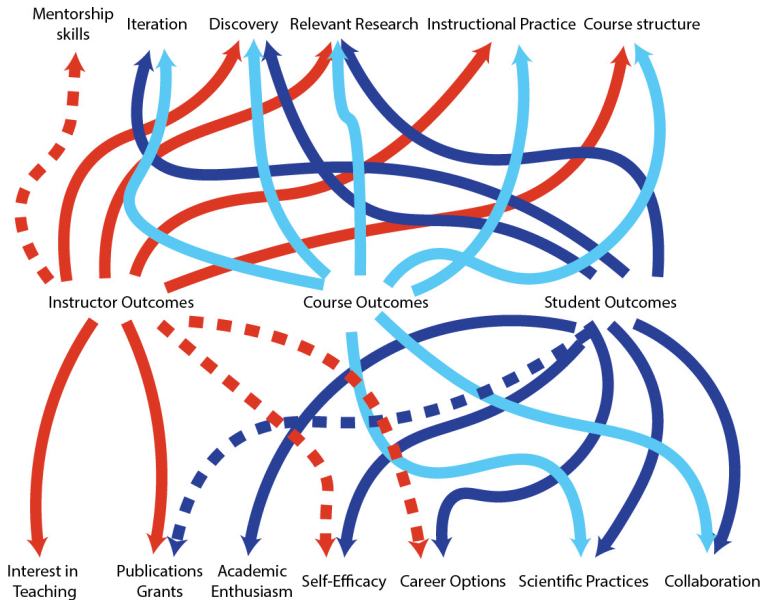 Mentorship
skills
Iteration
Discovery
Relevant Research
Instructional Practice
Course structure
Instructor Outcomes
Course Outcomes
Student Outcomes
Interest in
Teaching
Publications
Grants
Academic
Enthusiasm
Self-Efficacy
Career Options
Scientific Practices
Collaboration